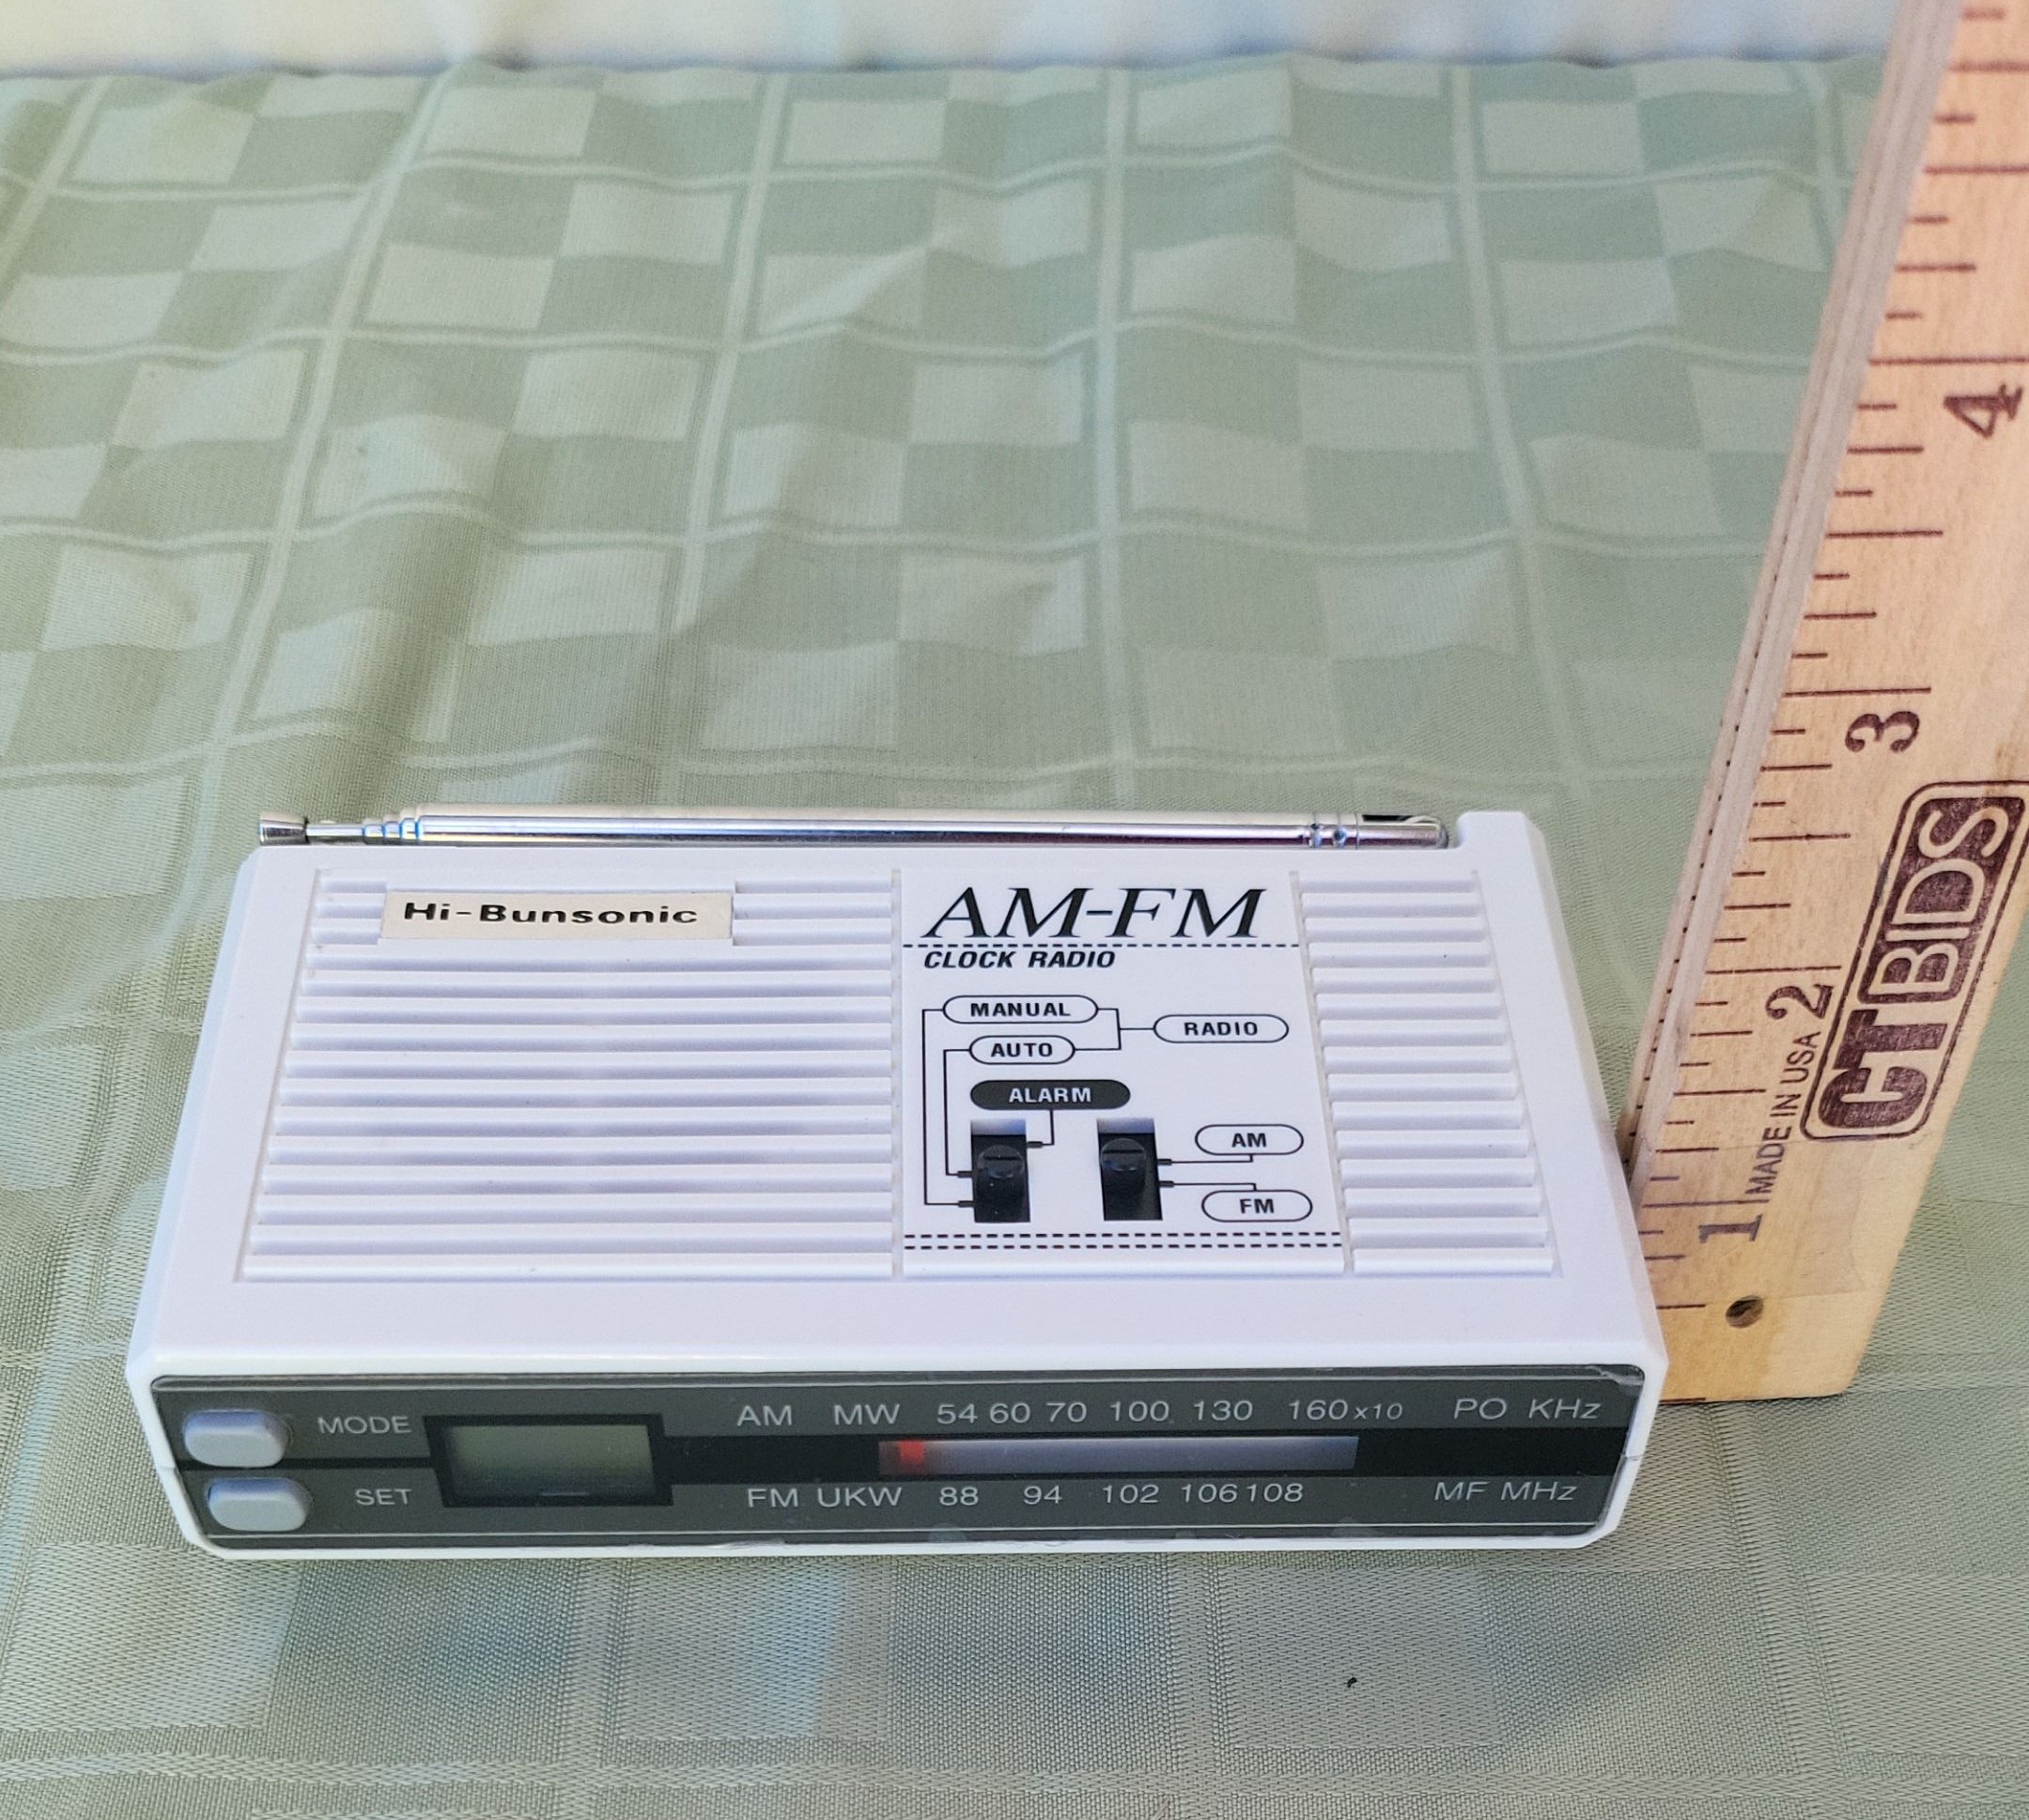 Hi-Bunsonic
AM-FM
CLOCK RADIO
MANUAL
RADIO
AUTO
ALARM
AM
FM
MODE
SET
AM MW 54 60 70 100 130 160x10 PO KHz
FM UKW 88 94 102 106 108 MF MHz
4
3
2
1
MADE IN USA
CTBIDS